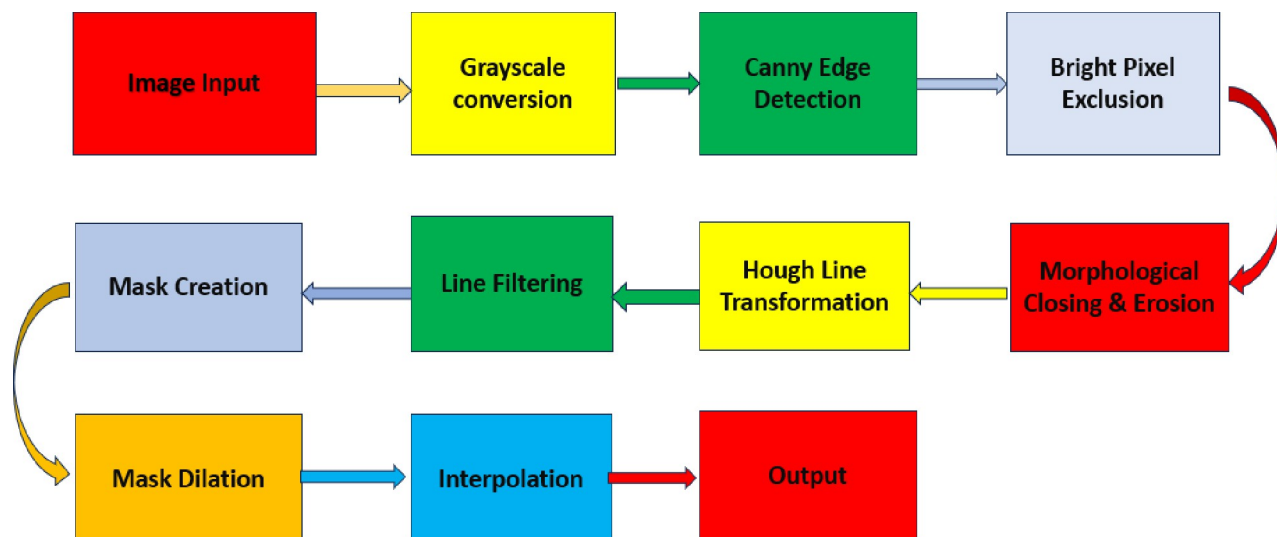 Image Input
Grayscale
conversion
Canny Edge
Detection
Bright Pixel
Exclusion
Morphological
Closing & Erosion
Hough Line
Transformation
Line Filtering
Mask Creation
Mask Dilation
Interpolation
Output